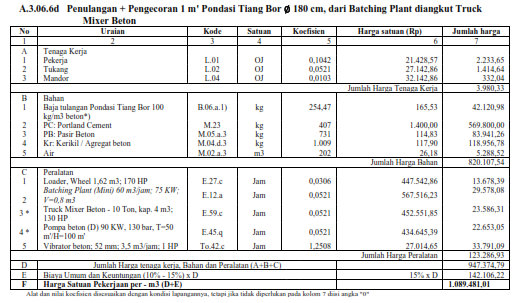 A.3.06.6d Penulangan + Pengecoran 1 m' Pondasi Tiang Bor ø 180 cm, dari Batching Plant diangkut Truck
Mixer Beton
No Uraian Kode Satuan Koefisien Harga satuan (Rp) Jumlah harga
1 2 3 4 5 6 7
A Tenaga Kerja
1 Pekerja L.01 OJ 0,1042 21.428,57 2.233,65
2 Tukang L.02 OJ 0,0521 27.142,86 1.414,64
3 Mandor L.04 OJ 0,0103 32.142,86 332,04
Jumlah Harga Tenaga Kerja 3.980,33
B Bahan
1 Baja tulangan Pondasi Tiang Bor 100 kg/m3 beton*) B.06.a.1) kg 254,47 165,53 42.120,98
2 PC: Portland Cement M.23 kg 407 1.400,00 569.800,00
3 PB: Pasir Beton M.05.a.3 kg 731 114,83 83.941,26
4 Kr: Kerikil / Agregat beton M.04.d.3 kg 1.009 117,90 118.956,78
5 Air M.02.a.3 m3 202 26,18 5.288,52
Jumlah Harga Bahan 820.107,54
C Peralatan
1 Loader, Wheel 1,62 m3; 170 HP E.27.c Jam 0,0306 447.542,86 13.678,39
2 Batching Plant (Mini) 60 m3/jam; 75 KW; V=0,8 m3 E.12.a Jam 0,0521 567.516,23 29.578,08
3 * Truck Mixer Beton - 10 Ton, kap. 4 m3; 130 HP E.59.c Jam 0,0521 452.551,85 23.586,31
4 * Pompa beton (D) 90 KW, 130 bar, T=50 m'/H=100 m' E.45.q Jam 0,0521 434.645,39 22.653,05
5 Vibrator beton; 52 mm; 3,5 m3/jam; 1 HP To.42.c Jam 1,2508 27.014,65 33.791,09
Jumlah Harga Peralatan 123.286,93
D Jumlah Harga tenaga kerja, Bahan dan Peralatan (A+B+C) 947.374,79
E Biaya Umum dan Keuntungan (10% - 15%) x D 15% x D 142.106,22
F Harga Satuan Pekerjaan per - m3 (D+E) 1.089.481,01
Alat dan nilai koefisien disesuaikan dengan kondisi lapangannya, tetapi jika tidak diperlukan pada kolom 7 diisi angka "0"